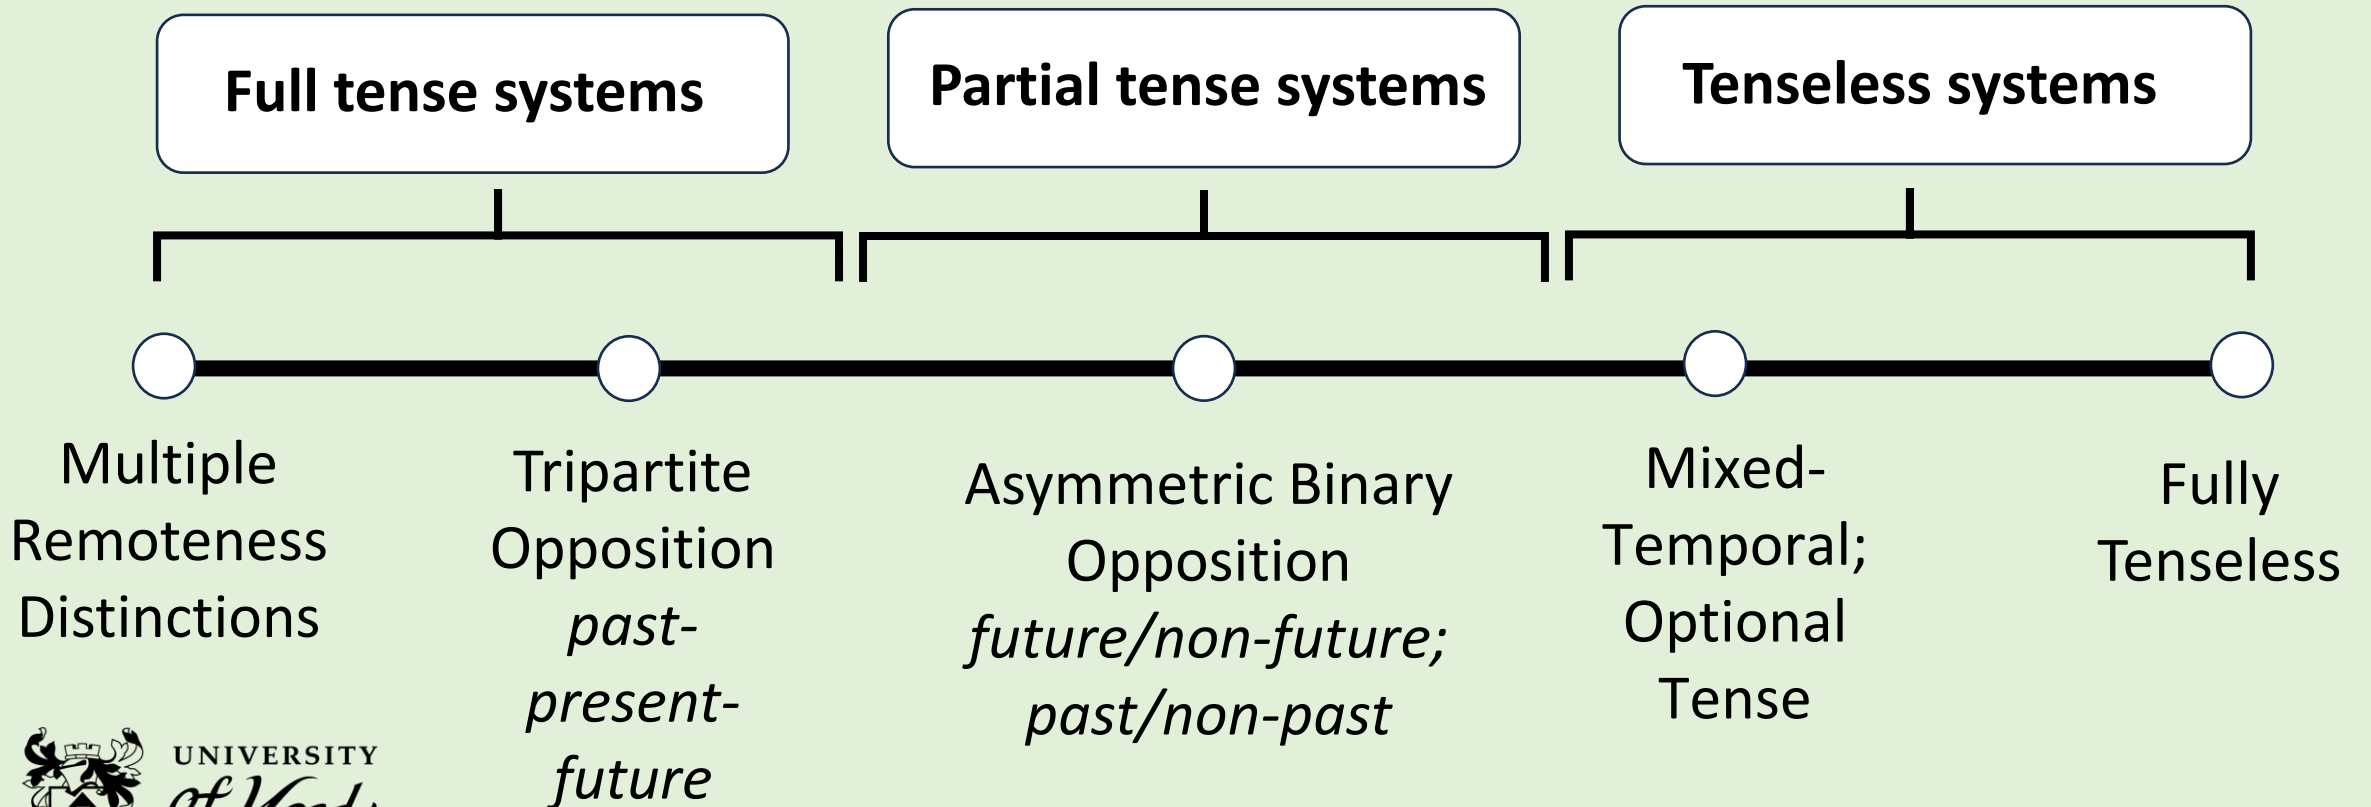 Full tense systems
Partial tense systems
Tenseless systems
Multiple
Remoteness
Distinctions
Tripartite
Opposition
past-
present-
future
Asymmetric Binary
Opposition
future/non-future;
past/non-past
Mixed-
Temporal;
Optional
Tense
Fully
Tenseless
UNIVERSITY
of